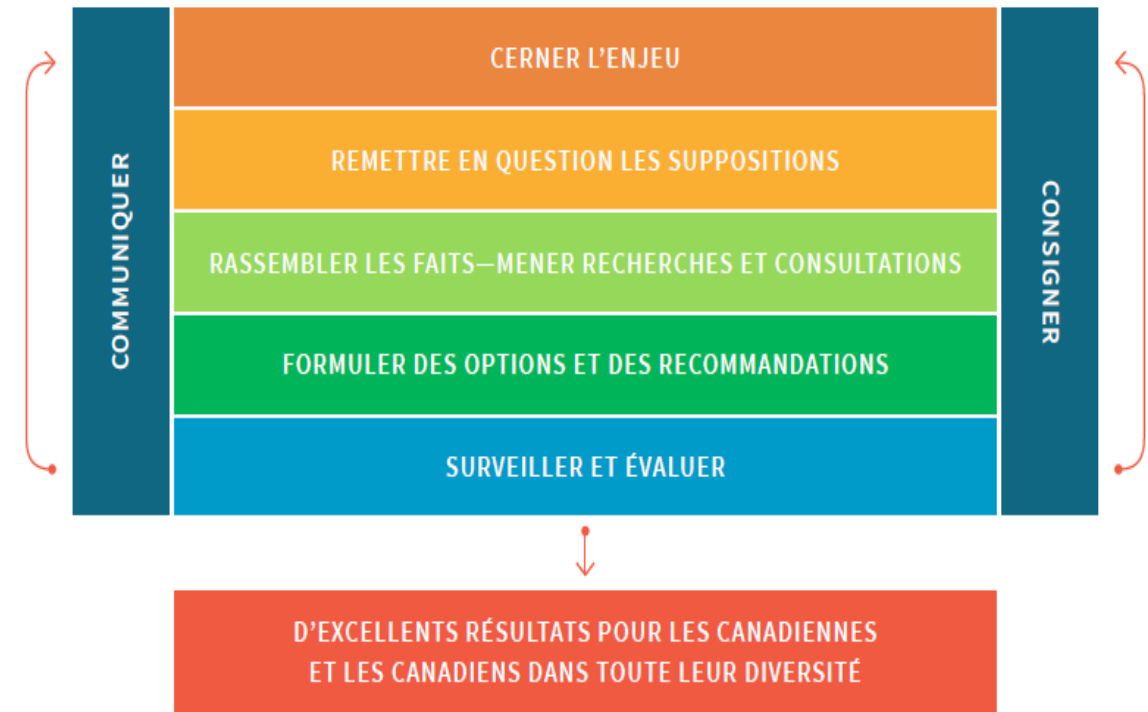 COMMUNIQUER
CERNER L’ENJEU
REMETTRE EN QUESTION LES SUPPOSITIONS
RASSEMBLER LES FAITS—MENER RECHERCHES ET CONSULTATIONS
FORMULER DES OPTIONS ET DES RECOMMANDATIONS
SURVEILLER ET ÉVALUER
CONSIGNER
D’EXCELLENTS RÉSULTATS POUR LES CANADIENNES
ET LES CANADIENS DANS TOUTE LEUR DIVERSITÉ